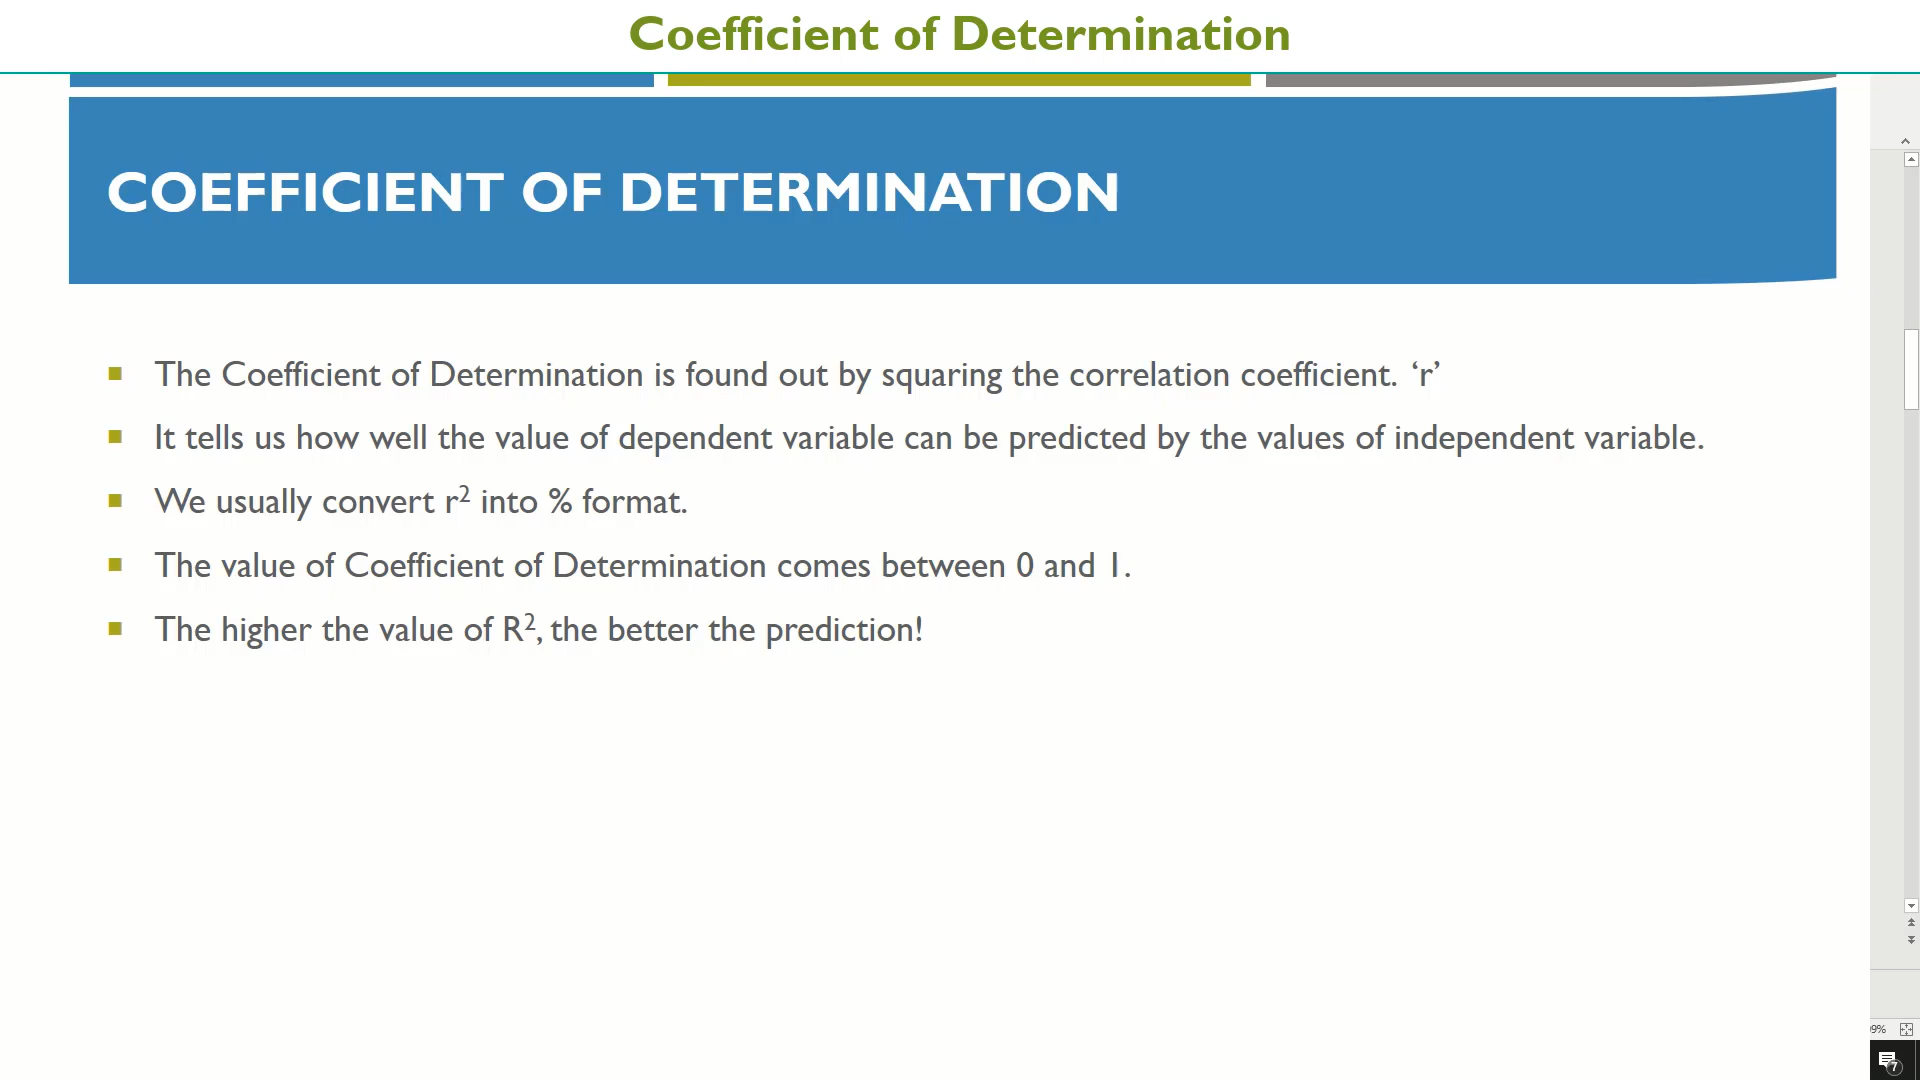 Coefficient of Determination
COEFFICIENT OF DETERMINATION
The Coefficient of Determination is found out by squaring the correlation coefficient. ‘r’
It tells us how well the value of dependent variable can be predicted by the values of independent variable.
We usually convert r² into % format.
The value of Coefficient of Determination comes between 0 and 1.
The higher the value of R², the better the prediction!
7